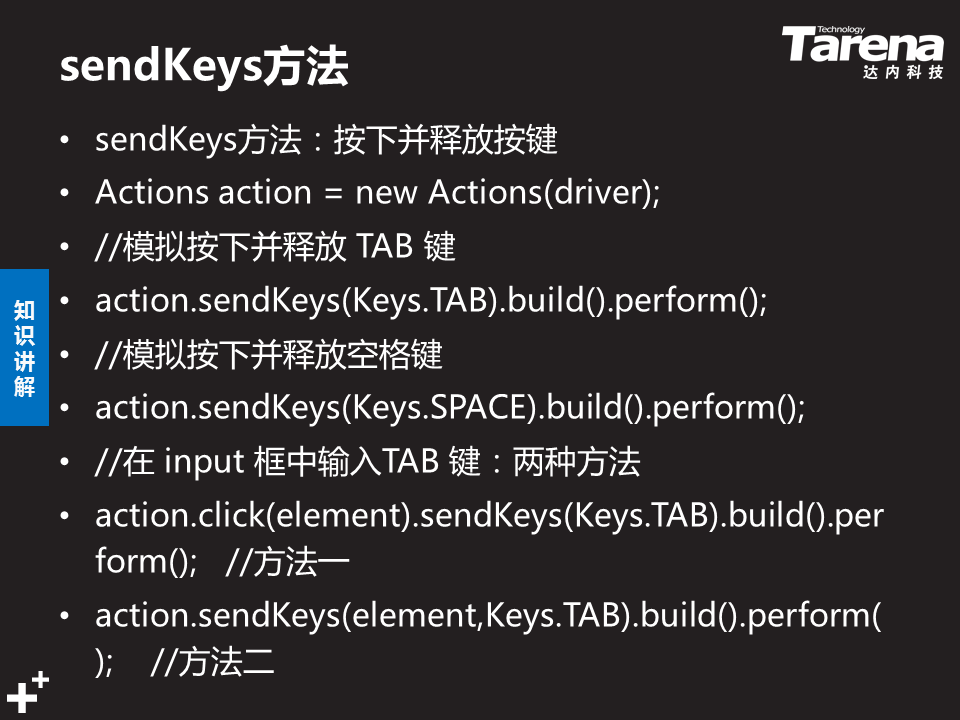 sendKeys方法
Technology
Tarena
达内科技
• sendKeys方法：按下并释放按键
• Actions action = new Actions(driver);
• //模拟按下并释放 TAB 键
• action.sendKeys(Keys.TAB).build().perform();
• //模拟按下并释放空格键
• action.sendKeys(Keys.SPACE).build().perform();
• //在 input 框中输入TAB 键：两种方法
• action.click(element).sendKeys(Keys.TAB).build().per
form(); //方法一
• action.sendKeys(element,Keys.TAB).build().perform(
); //方法二
知
识
讲
解